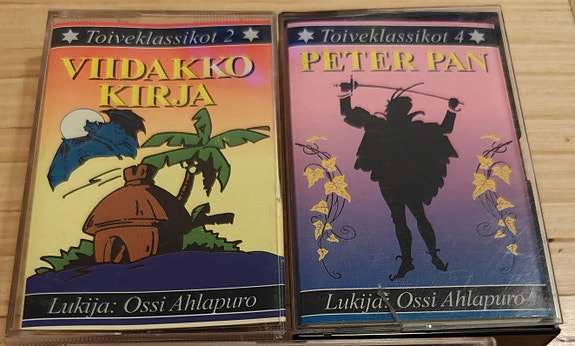 Toiveklassikot 2
VIIDAKKO
KIRJA
Lukija: Ossi Ahlapuro
Toiveklassikot 4
PETER PAN
Lukija: Ossi Ahlapuro